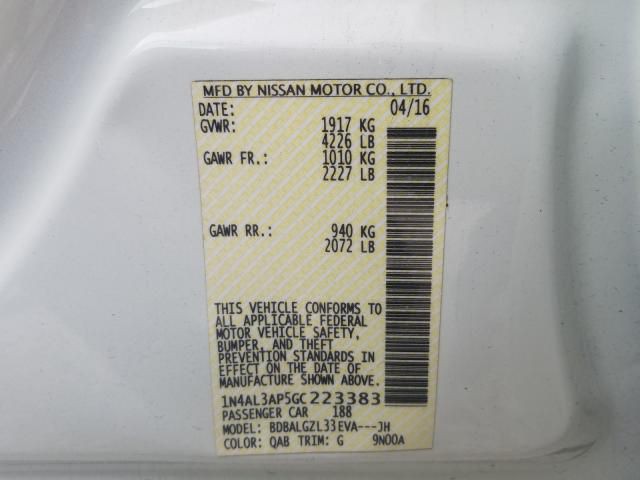 MFD BY NISSAN MOTOR CO., LTD.
DATE: 04/16
GVWR: 1917 KG
4226 LB
GAWR FR.: 1010 KG
2227 LB
GAWR RR.: 940 KG
2072 LB
THIS VEHICLE CONFORMS TO
ALL APPLICABLE FEDERAL
MOTOR VEHICLE SAFETY,
BUMPER, AND THEFT
PREVENTION STANDARDS IN
EFFECT ON THE DATE OF
MANUFACTURE SHOWN ABOVE.
1N4AL3AP5GC223383
PASSENGER CAR 188
MODEL: BDBALGZL33EVA---JH
COLOR: QAB TRIM: G 9N00A